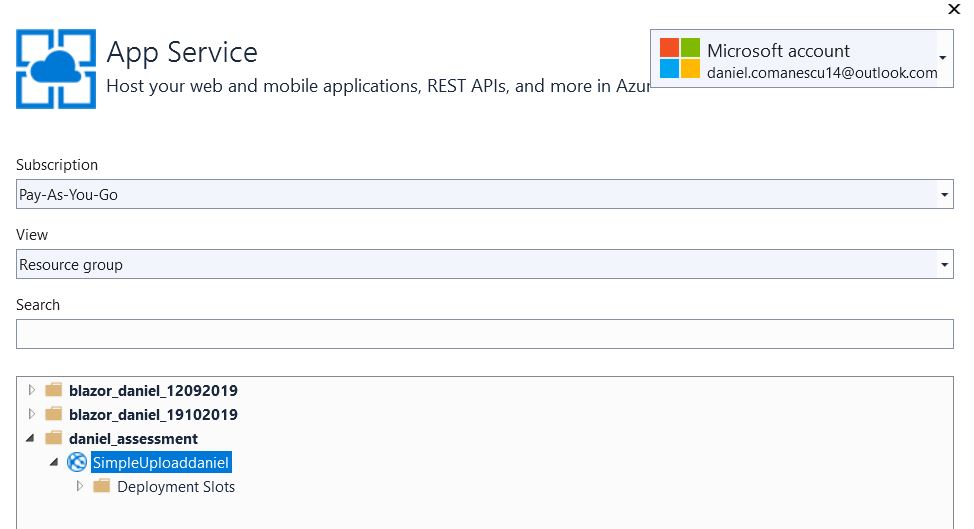 App Service
Host your web and mobile applications, REST APIs, and more in Azur
Microsoft account
daniel.comanescu14@outlook.com
Subscription
Pay-As-You-Go
View
Resource group
Search
blazor_daniel_12092019
blazor_daniel_19102019
daniel_assessment
SimpleUploaddaniel
Deployment Slots